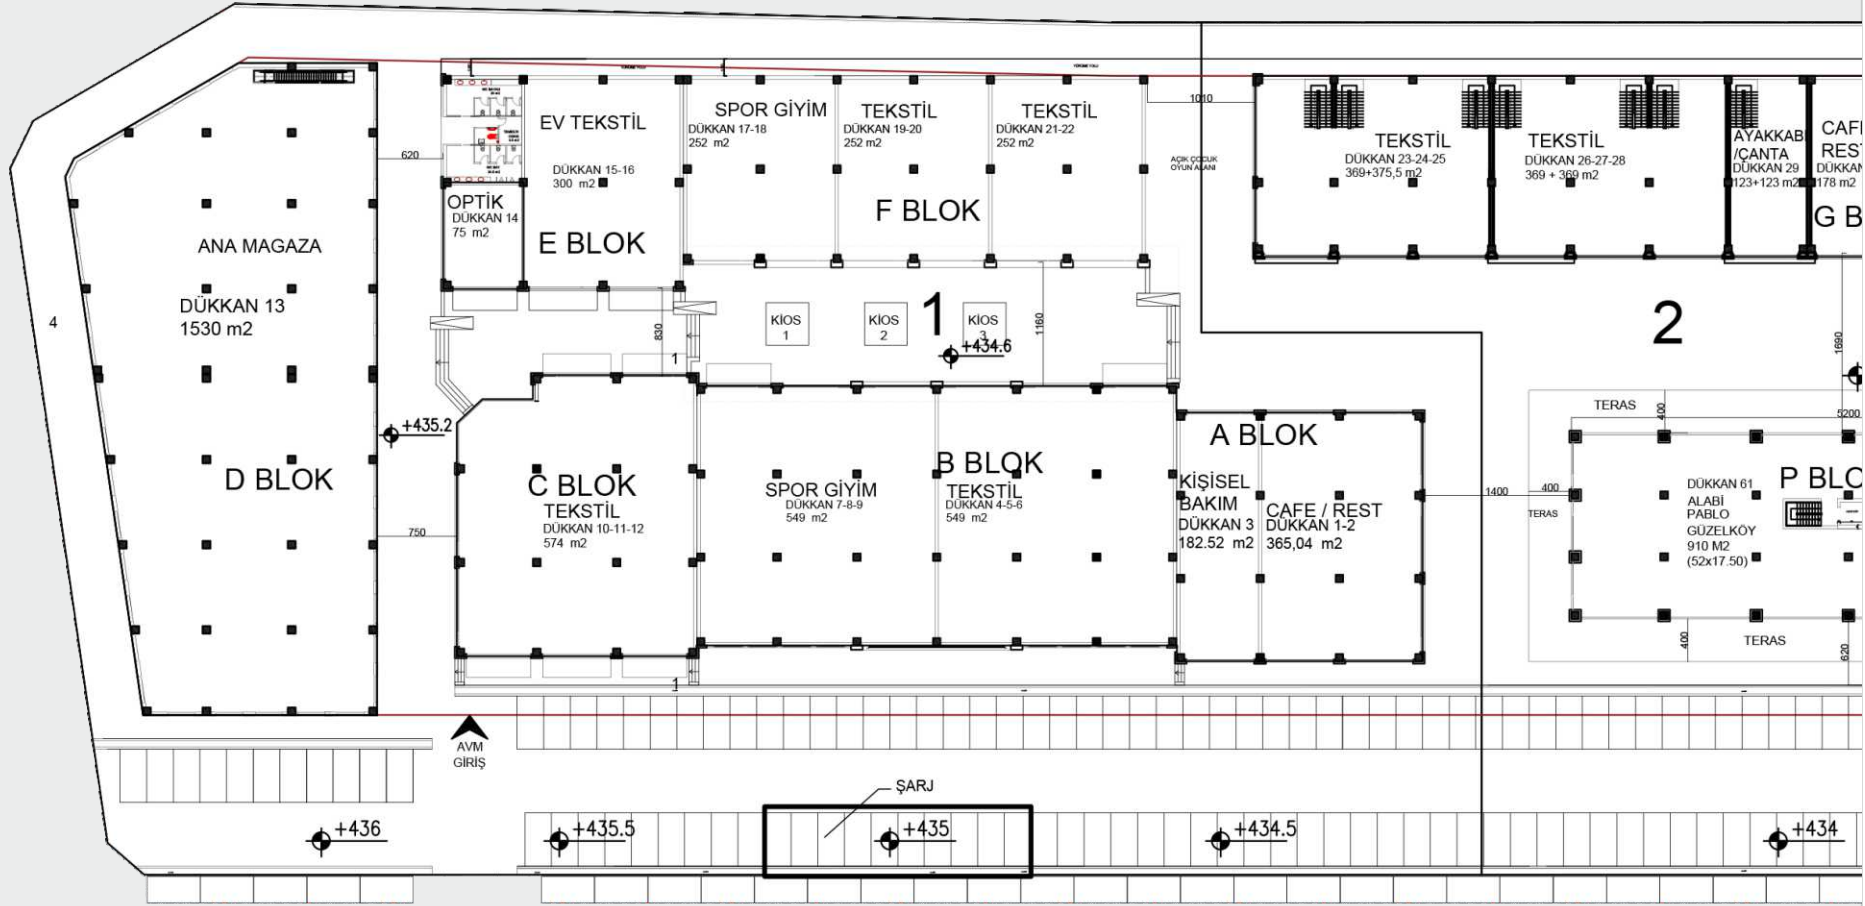 ANA MAGAZA
DÜKKAN 13
1530 m2
D BLOK
4
620
750
+435.2
OPTİK
DÜKKAN 14
75 m2
EV TEKSTİL
DÜKKAN 15-16
300 m2
E BLOK
830
1
SPOR GİYİM
DÜKKAN 17-18
252 m2
TEKSTİL
DÜKKAN 19-20
252 m2
TEKSTİL
DÜKKAN 21-22
252 m2
F BLOK
KİOS
1
KİOS
2
KİOS
3
1
+434.6
1160
1010
AÇIK ÇOCUK
OYUN ALANI
TEKSTİL
DÜKKAN 23-24-25
369+375,5 m2
TEKSTİL
DÜKKAN 26-27-28
369 + 369 m2
AYAKKABI
/ÇANTA
DÜKKAN 29
123+123 m2
CAFE
REST
DÜKKAN
178 m2
G B
2
1690
C BLOK
TEKSTİL
DÜKKAN 10-11-12
574 m2
1
SPOR GİYİM
DÜKKAN 7-8-9
549 m2
B BLOK
TEKSTİL
DÜKKAN 4-5-6
549 m2
A BLOK
KİŞİSEL
BAKIM
DÜKKAN 3
182.52 m2
CAFE / REST
DÜKKAN 1-2
365,04 m2
1400
400
TERAS
TERAS
400
5200
DÜKKAN 61
ALABİ
PABLO
GÜZELKÖY
910 M2
(52x17.50)
P BLO
400
TERAS
620
AVM
GİRİŞ
ŞARJ
+436
+435.5
+435
+434.5
+434